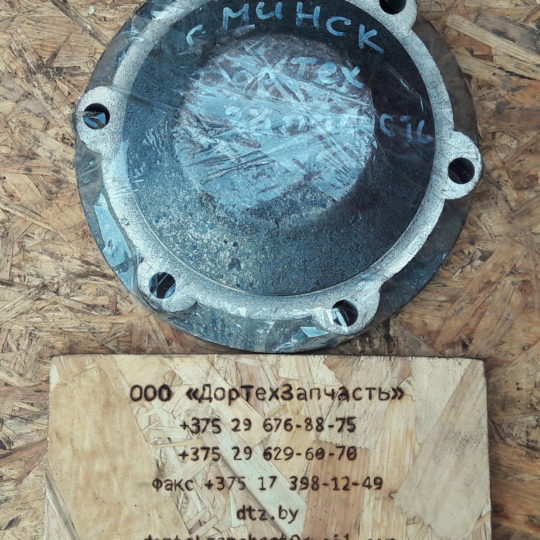 г МИНСК
ДорТех
запчасть
ООО «ДорТехЗапчасть»
+375 29 676-88-75
+375 29 629-60-70
Факс +375 17 398-12-49
dtz.by